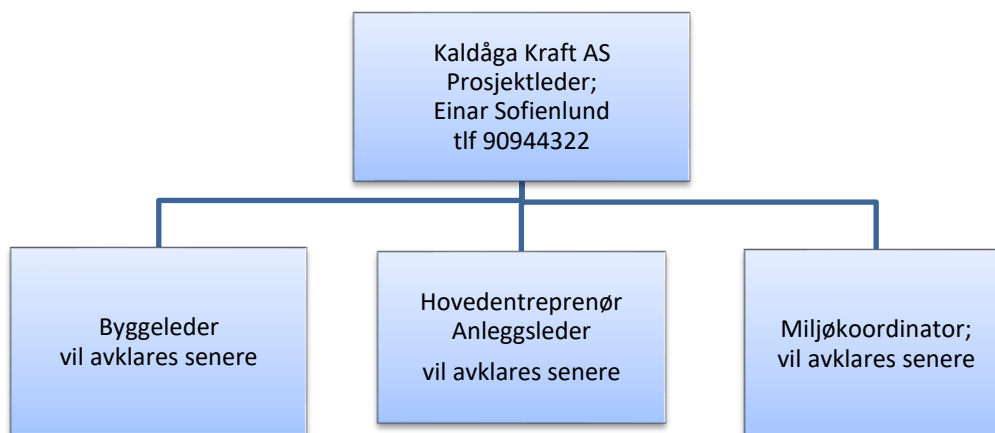 Kaldåga Kraft AS
Prosjektleder;
Einar Sofienlund
tlf 90944322
Byggeleder
vil avklares senere
Hovedentreprenør
Anleggsleder
vil avklares senere
Miljøkoordinator;
vil avklares senere